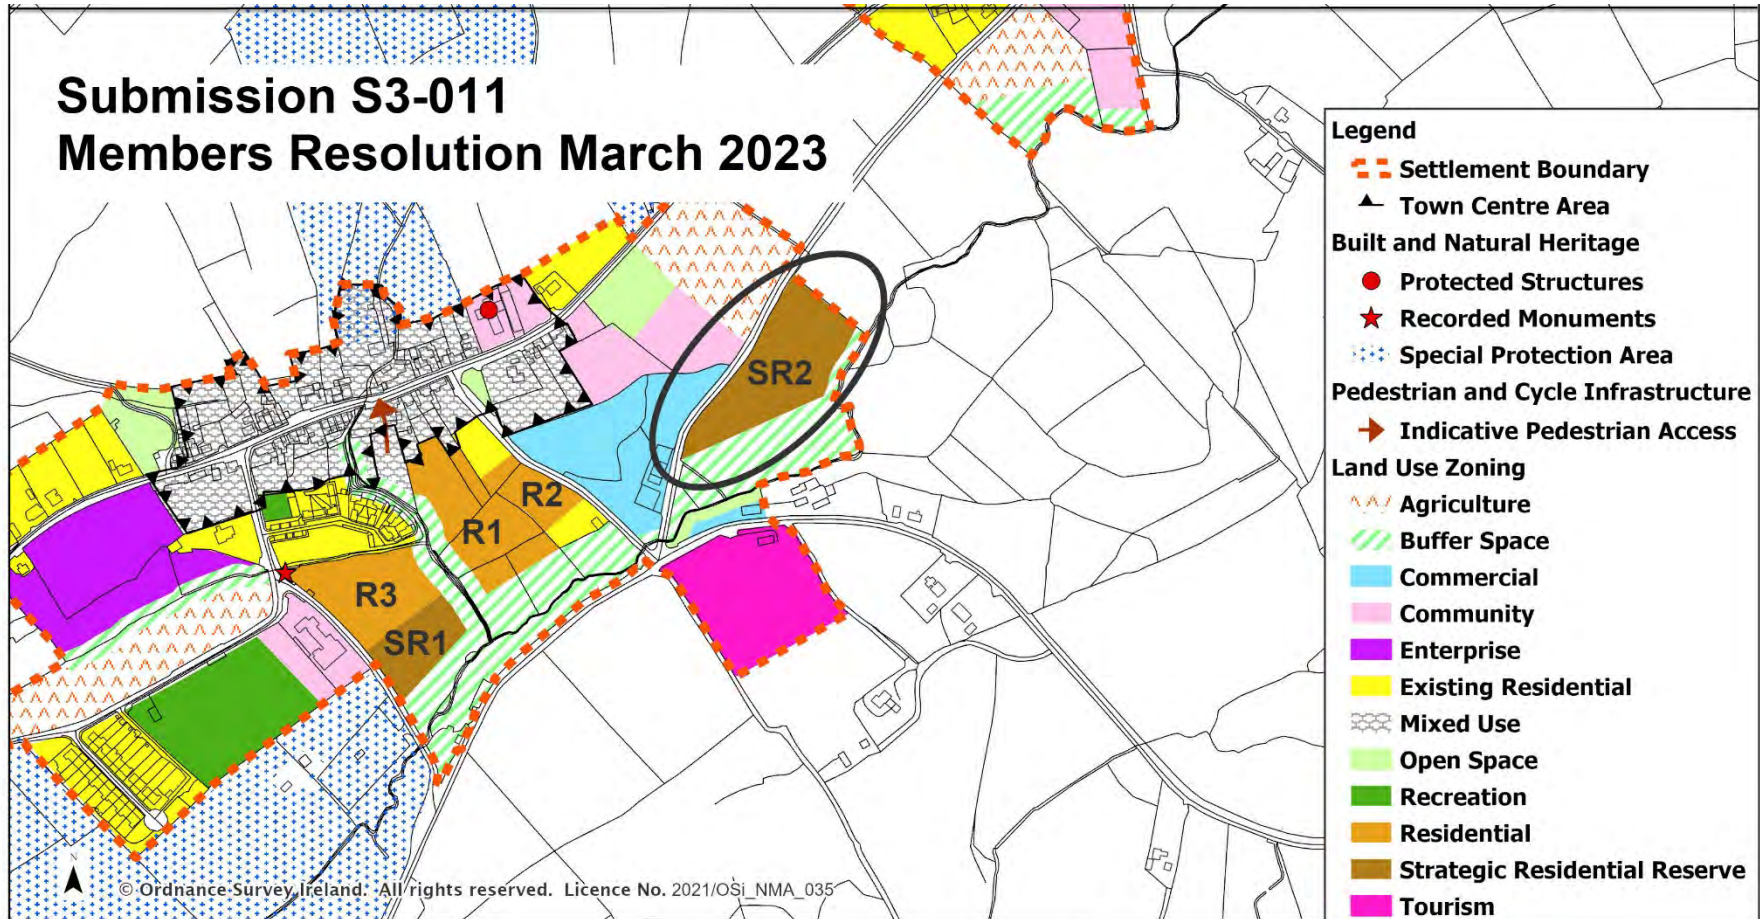 Submission S3-011
Members Resolution March 2023
SR2
R2
R1
R3
SR1
N
© Ordnance Survey Ireland. All rights reserved. Licence No. 2021/OSi_NMA_035
Legend
Settlement Boundary
Town Centre Area
Built and Natural Heritage
Protected Structures
Recorded Monuments
Special Protection Area
Pedestrian and Cycle Infrastructure
Indicative Pedestrian Access
Land Use Zoning
Agriculture
Buffer Space
Commercial
Community
Enterprise
Existing Residential
Mixed Use
Open Space
Recreation
Residential
Strategic Residential Reserve
Tourism